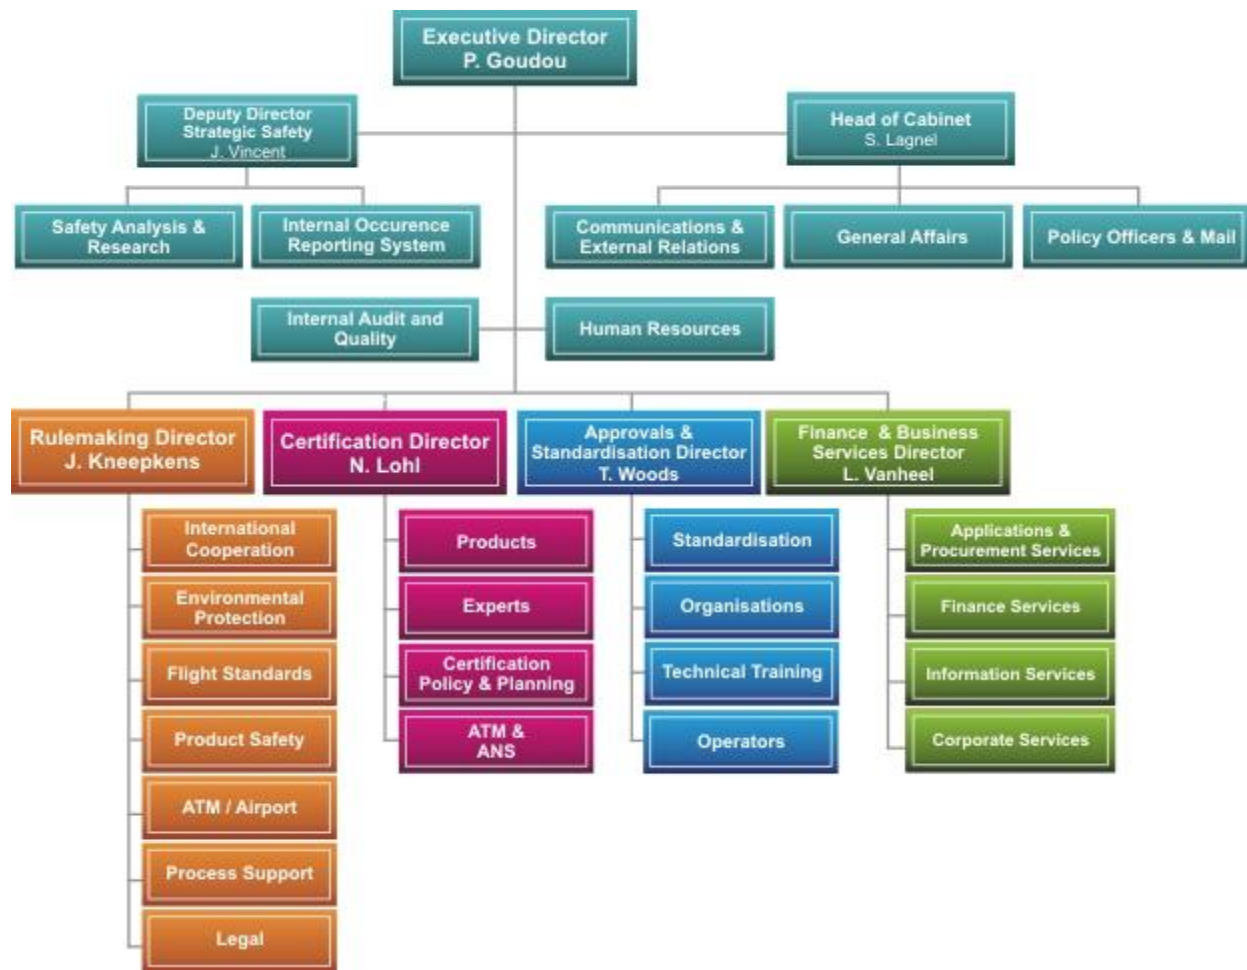 Executive Director
P. Goudou
Deputy Director
Strategic Safety
J. Vincent
Head of Cabinet
S. Lagnel
Safety Analysis &
Research
Internal Occurence
Reporting System
Communications &
External Relations
General Affairs
Policy Officers & Mail
Internal Audit and
Quality
Human Resources
Rulemaking Director
J. Kneepkens
Certification Director
N. Lohl
Approvals &
Standardisation Director
T. Woods
Finance & Business
Services Director
L. Vanheel
International
Cooperation
Environmental
Protection
Flight Standards
Product Safety
ATM / Airport
Process Support
Legal
Products
Experts
Certification
Policy & Planning
ATM &
ANS
Standardisation
Organisations
Technical Training
Operators
Applications &
Procurement Services
Finance Services
Information Services
Corporate Services